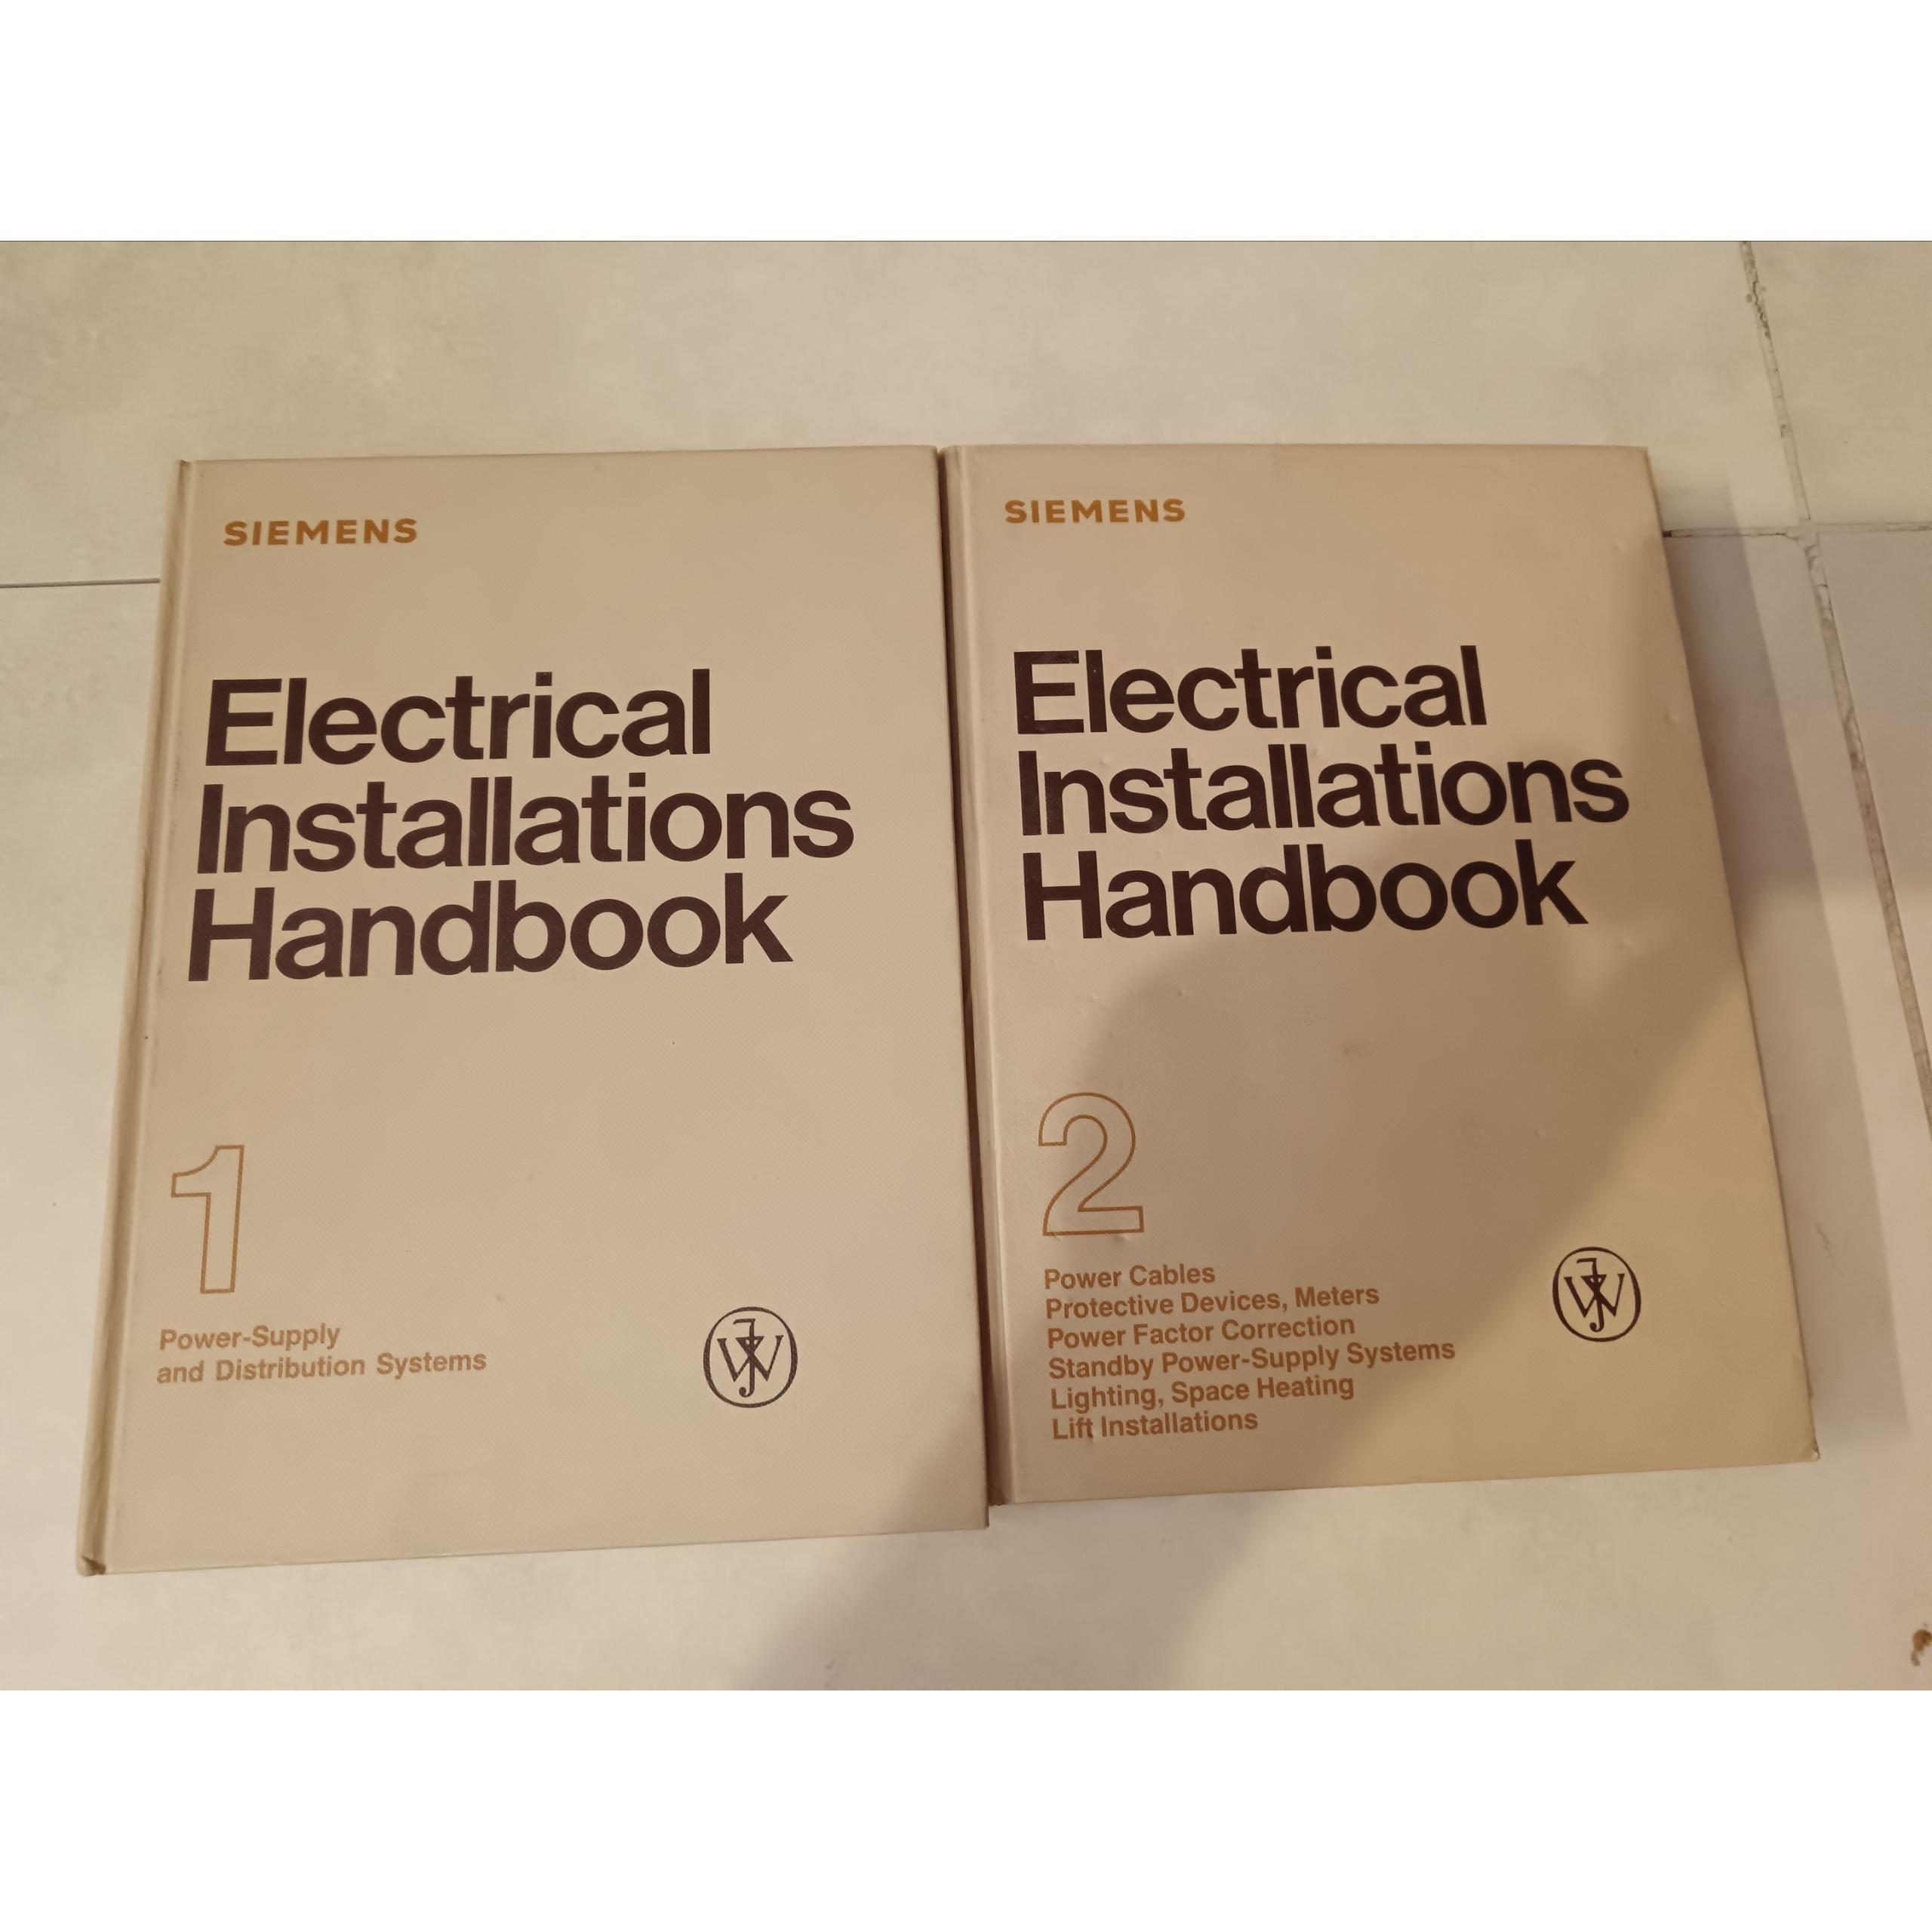 SIEMENS
Electrical
Installations
Handbook
1
Power-Supply
and Distribution Systems
SIEMENS
Electrical
Installations
Handbook
2
Power Cables
Protective Devices, Meters
Power Factor Correction
Standby Power-Supply Systems
Lighting, Space Heating
Lift Installations